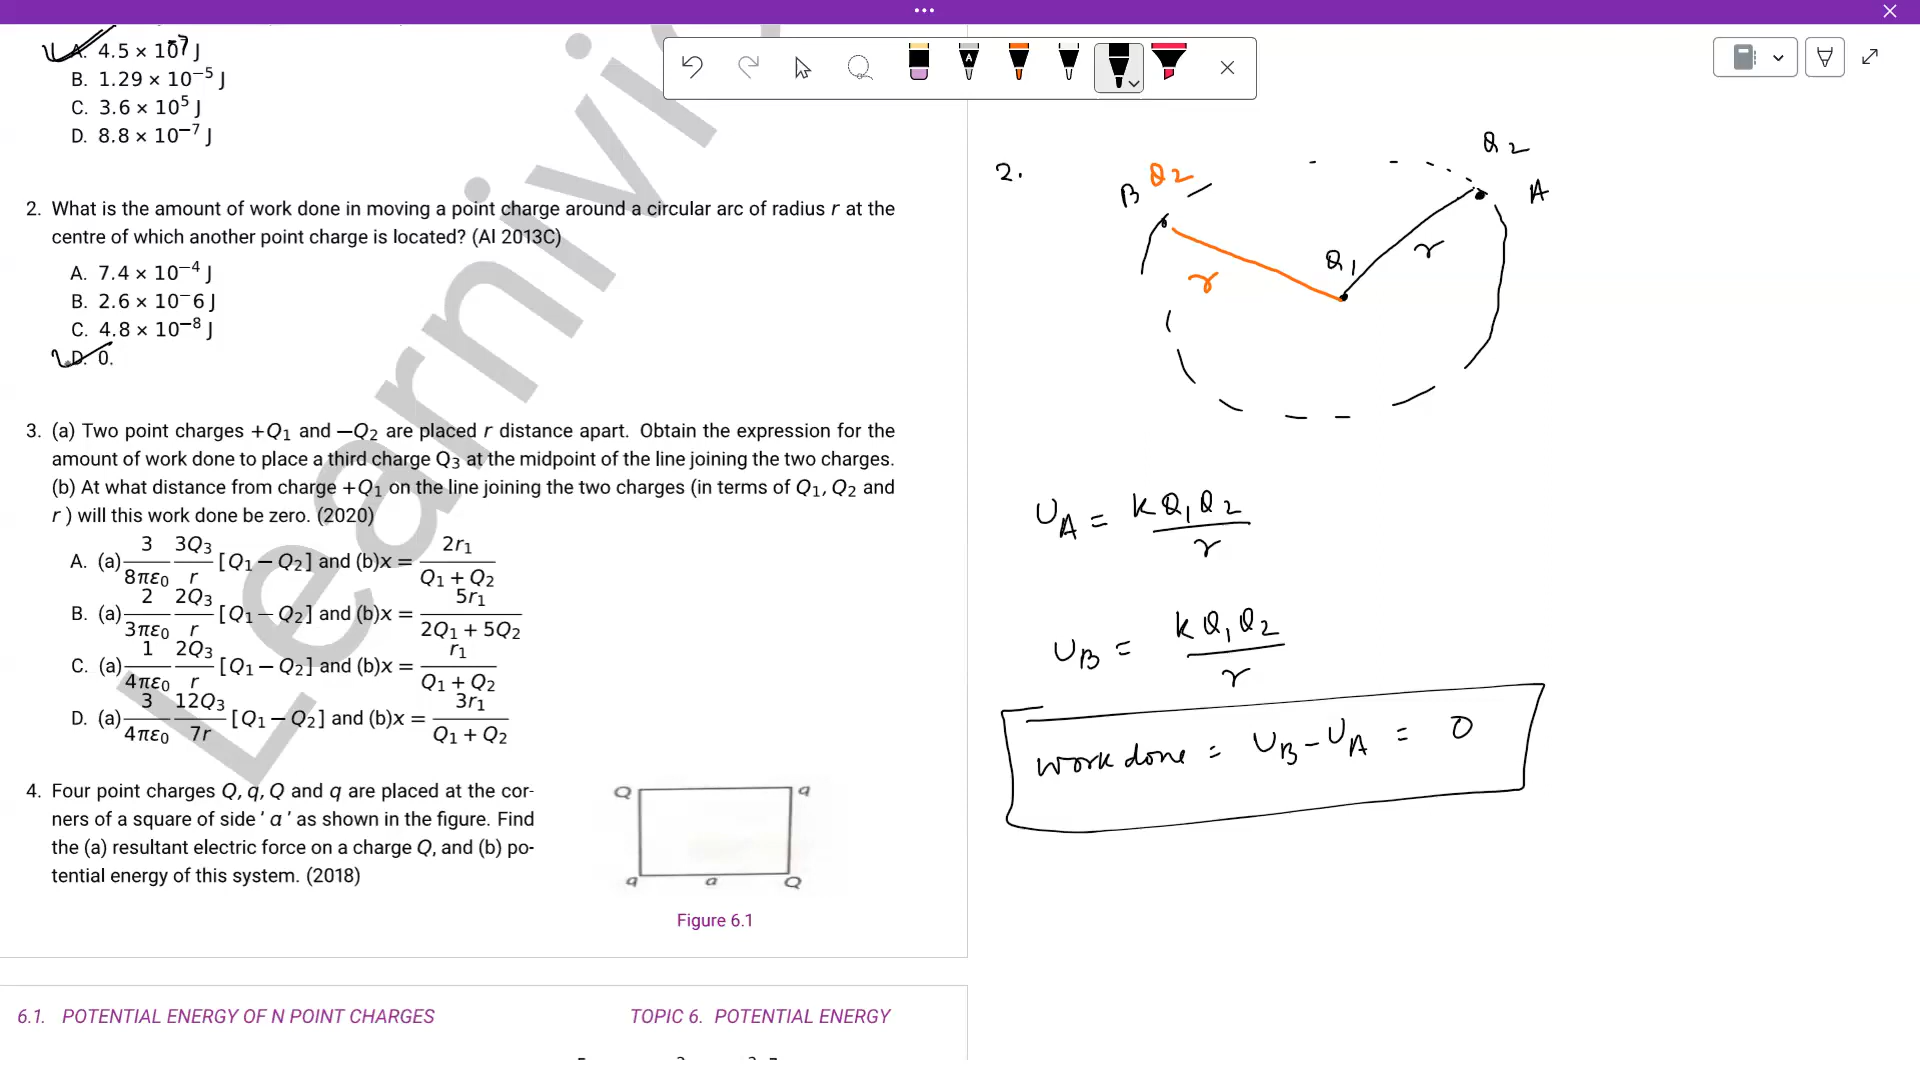 A. 4.5 × 10⁻⁷ J
B. 1.29 × 10⁻⁵ J
C. 3.6 × 10⁵ J
D. 8.8 × 10⁻⁷ J
2. What is the amount of work done in moving a point charge around a circular arc of radius r at the
centre of which another point charge is located? (Al 2013C)
A. 7.4 × 10⁻⁴ J
B. 2.6 × 10⁻6 J
C. 4.8 × 10⁻⁸ J
D. 0.
3. (a) Two point charges +Q₁ and −Q₂ are placed r distance apart. Obtain the expression for the
amount of work done to place a third charge Q₃ at the midpoint of the line joining the two charges.
(b) At what distance from charge +Q₁ on the line joining the two charges (in terms of Q₁, Q₂ and
r ) will this work done be zero. (2020)
A. (a) 3/8πε₀ 3Q₃/r [Q₁ − Q₂] and (b)x = 2r₁/Q₁ + Q₂
B. (a) 2/3πε₀ 2Q₃/r [Q₁ − Q₂] and (b)x = 5r₁/2Q₁ + 5Q₂
C. (a) 1/4πε₀ 2Q₃/r [Q₁ − Q₂] and (b)x = r₁/Q₁ + Q₂
D. (a) 3/4πε₀ 12Q₃/7r [Q₁ − Q₂] and (b)x = 3r₁/Q₁ + Q₂
4. Four point charges Q, q, Q and q are placed at the cor-
ners of a square of side ' a ' as shown in the figure. Find
the (a) resultant electric force on a charge Q, and (b) po-
tential energy of this system. (2018)
Q q
q a Q
Figure 6.1
6.1. POTENTIAL ENERGY OF N POINT CHARGES TOPIC 6. POTENTIAL ENERGY
Learniv
2.
Q2
B Q2 A
Q1 r
r
U_A = kQ₁Q₂/r
U_B = kQ₁Q₂/r
work done = U_B − U_A = 0